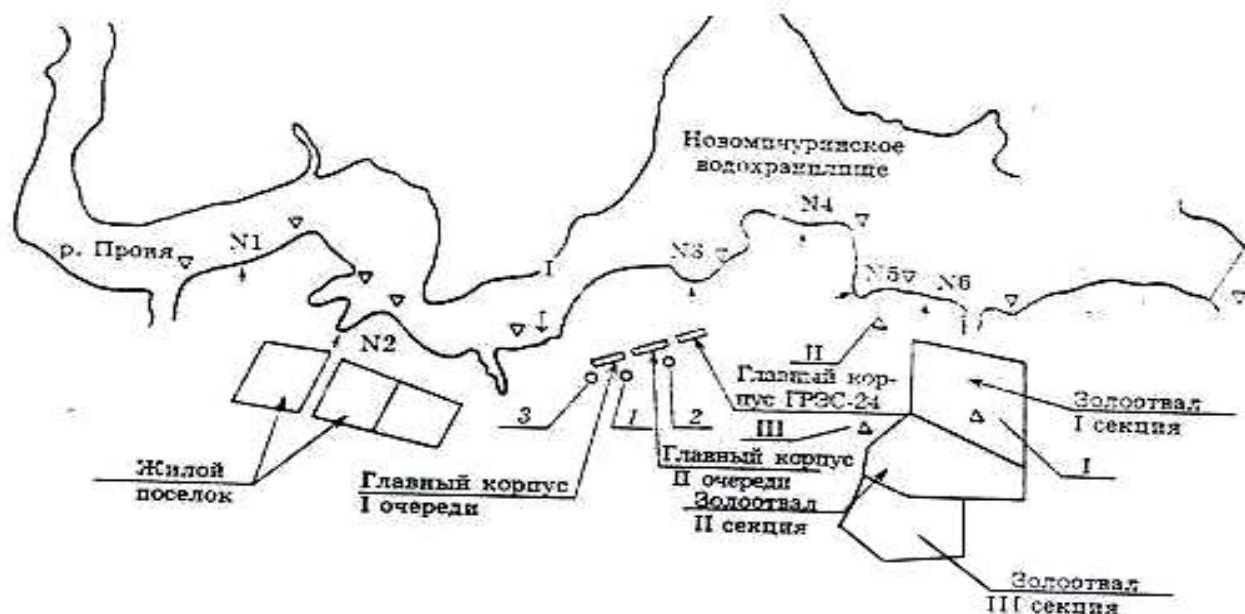 Новомичуринское
водохранилище
р. Проня
N1
N2
N3
N4
N5
N6
I
I
II
III
3
1
2
Главный кор-
пус ГРЭС-24
Золоотвал
I секция
I
Жилой
поселок
Главный корпус
I очереди
Главный корпус
II очереди
Золоотвал
II секция
Золоотвал
III секция